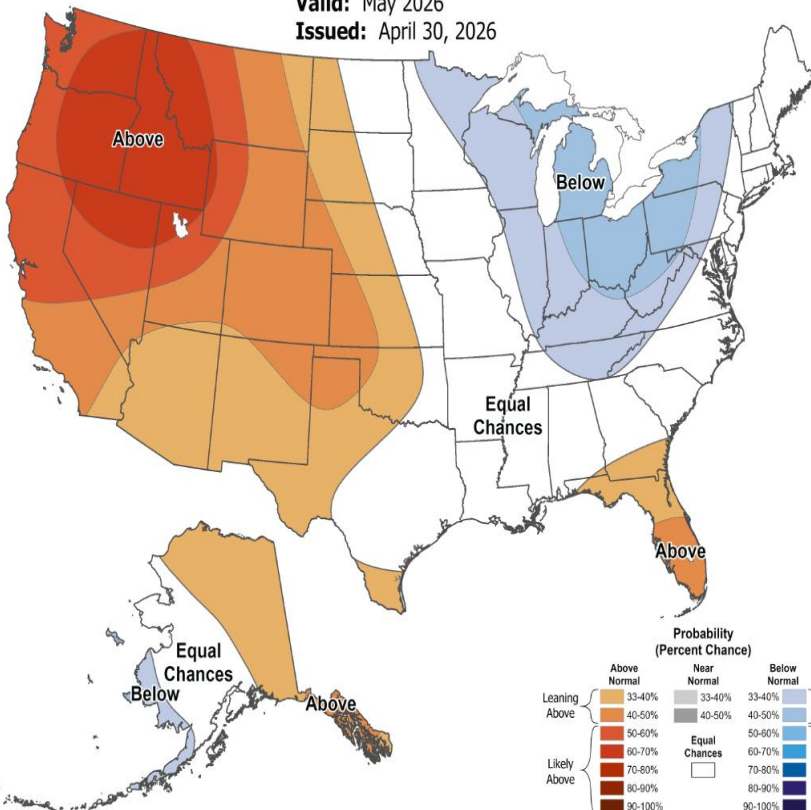 Valid: May 2026
Issued: April 30, 2026
Above
Below
Equal
Chances
Above
Equal
Chances
Below
Above
Probability
(Percent Chance)
Above
Normal
Near
Normal
Below
Normal
Leaning
Above
33-40%
33-40%
33-40%
40-50%
40-50%
40-50%
Likely
Above
50-60%
Equal
Chances
50-60%
60-70%
60-70%
70-80%
70-80%
80-90%
80-90%
90-100%
90-100%